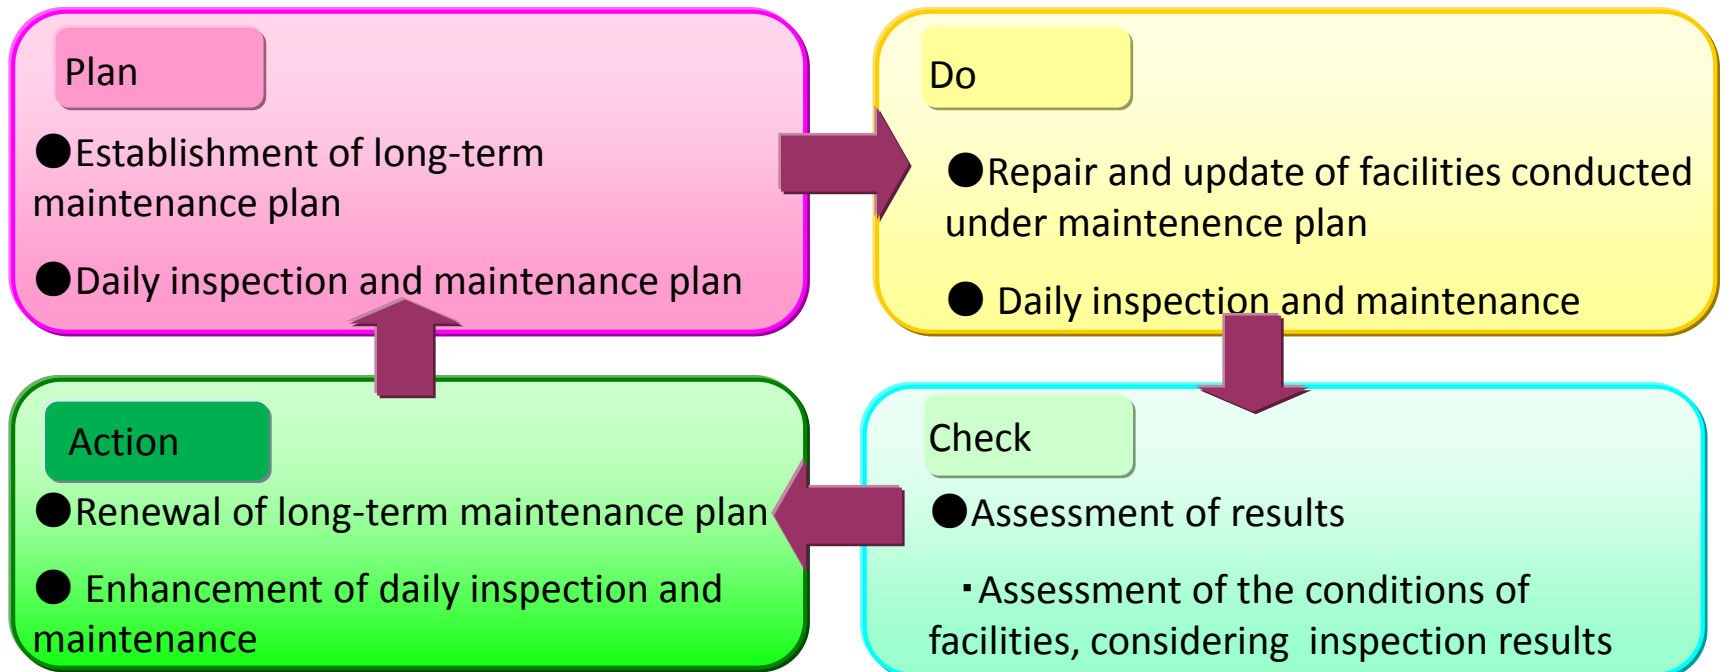 Plan
●Establishment of long-term
maintenance plan
●Daily inspection and maintenance plan
Do
●Repair and update of facilities conducted
under maintenence plan
● Daily inspection and maintenance
Check
●Assessment of results
・Assessment of the conditions of
facilities, considering  inspection results
Action
●Renewal of long-term maintenance plan
● Enhancement of daily inspection and
maintenance